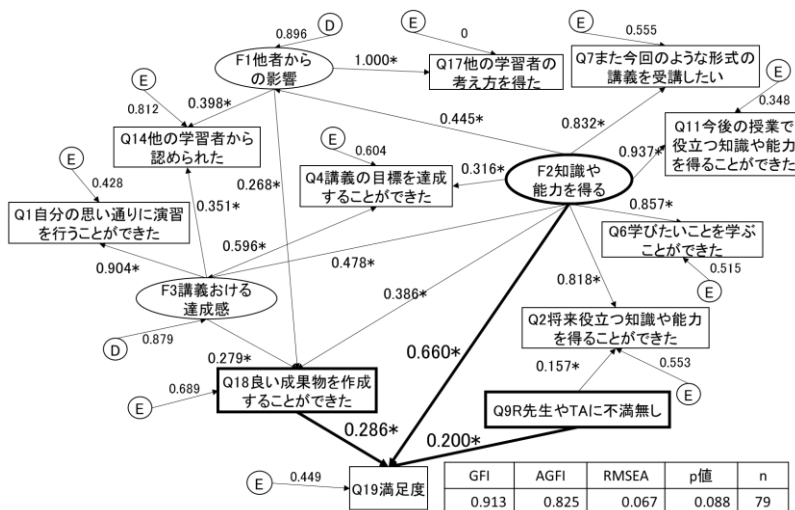 D
0.896
F1他者から
の影響
1.000*
E
0
Q17他の学習者の
考え方を得た
E
0.555
Q7また今回のような形式の
講義を受講したい
E
0.348
Q11今後の授業で
役立つ知識や能力
を得ることができた
E
0.812
0.398*
Q14他の学習者から
認められた
0.445*
0.832*
0.937*
E
0.604
Q4講義の目標を達成
することができた
0.316*
F2知識や
能力を得る
0.268*
E
0.428
Q1自分の思い通りに演習
を行うことができた
0.351*
0.596*
0.857*
Q6学びたいことを学ぶ
ことができた
0.515
E
0.904*
0.478*
0.818*
F3講義おける
達成感
D
0.879
0.386*
Q2将来役立つ知識や能力
を得ることができた
0.553
E
0.279*
0.660*
0.157*
0.689
E
Q18良い成果物を作成
することができた
Q9R先生やTAに不満無し
0.286*
0.200*
E
0.449
Q19満足度
GFI AGFI RMSEA p値 n
0.913 0.825 0.067 0.088 79